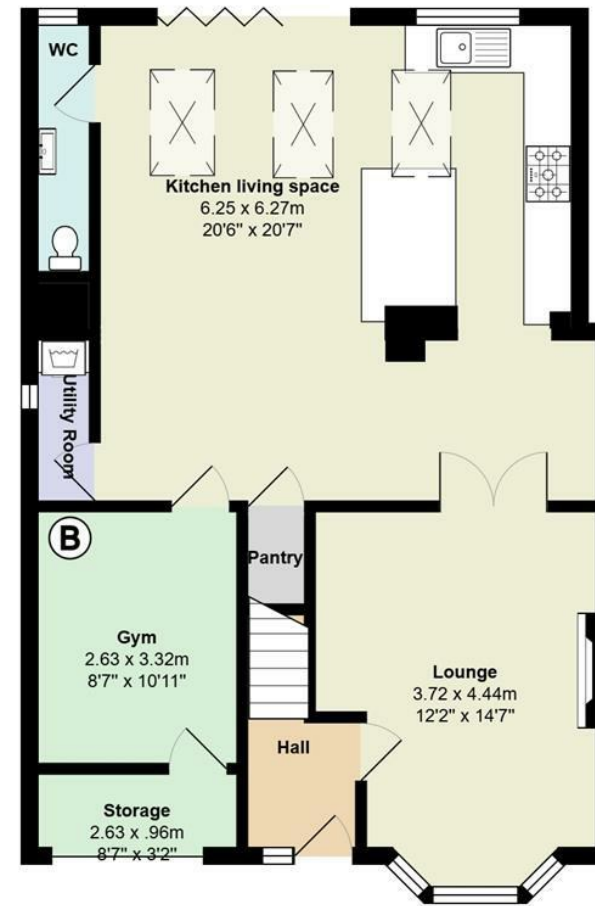 WC
Kitchen living space
6.25 x 6.27m
20'6" x 20'7"
Utility Room
B
Pantry
Gym
2.63 x 3.32m
8'7" x 10'11"
Lounge
3.72 x 4.44m
12'2" x 14'7"
Hall
Storage
2.63 x .96m
8'7" x 3'2"